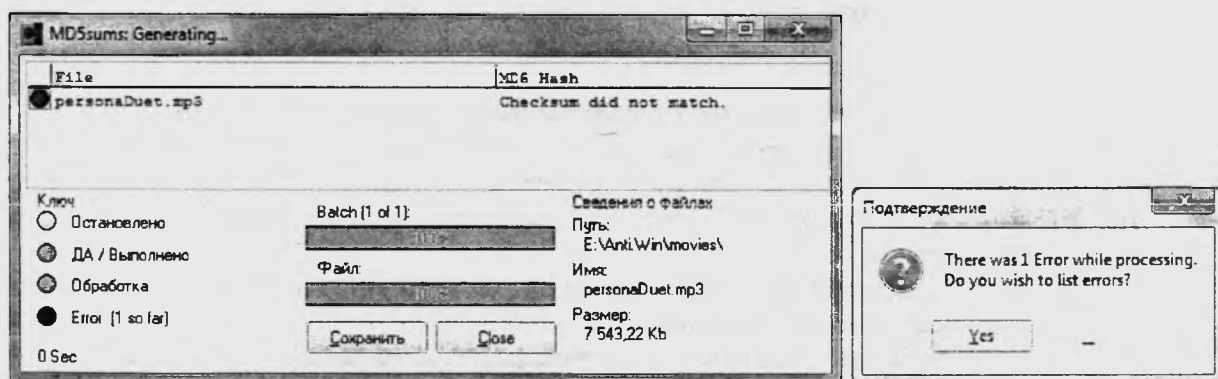 MD5sums: Generating...
File
MD5 Hash
personaDuet.mp3
Checksum did not match.
Ключ
Остановлено
ДА / Выполнено
Обработка
Error [1 so far]
0 Sec
Batch [1 of 1]:
Файл:
Сохранить
Close
Сведения о файлах
Путь:
E:\AntiWin\movies\
Имя:
personaDuet.mp3
Размер:
7 543,22 Kb
Подтверждение
There was 1 Error while processing.
Do you wish to list errors?
Yes